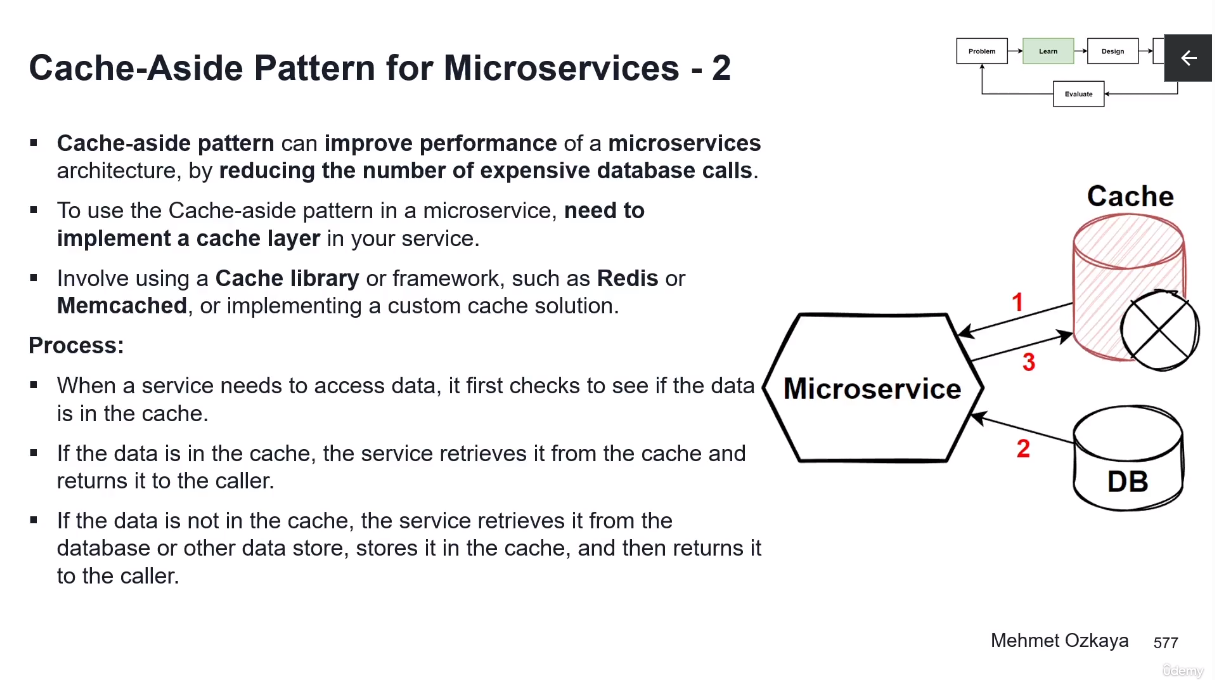 Cache-Aside Pattern for Microservices - 2
Problem
Learn
Design
Evaluate
▪ Cache-aside pattern can improve performance of a microservices
architecture, by reducing the number of expensive database calls.
▪ To use the Cache-aside pattern in a microservice, need to
implement a cache layer in your service.
▪ Involve using a Cache library or framework, such as Redis or
Memcached, or implementing a custom cache solution.
Process:
▪ When a service needs to access data, it first checks to see if the data
is in the cache.
▪ If the data is in the cache, the service retrieves it from the cache and
returns it to the caller.
▪ If the data is not in the cache, the service retrieves it from the
database or other data store, stores it in the cache, and then returns it
to the caller.
Cache
1
3
Microservice
2
DB
Mehmet Ozkaya
577
ûdemy